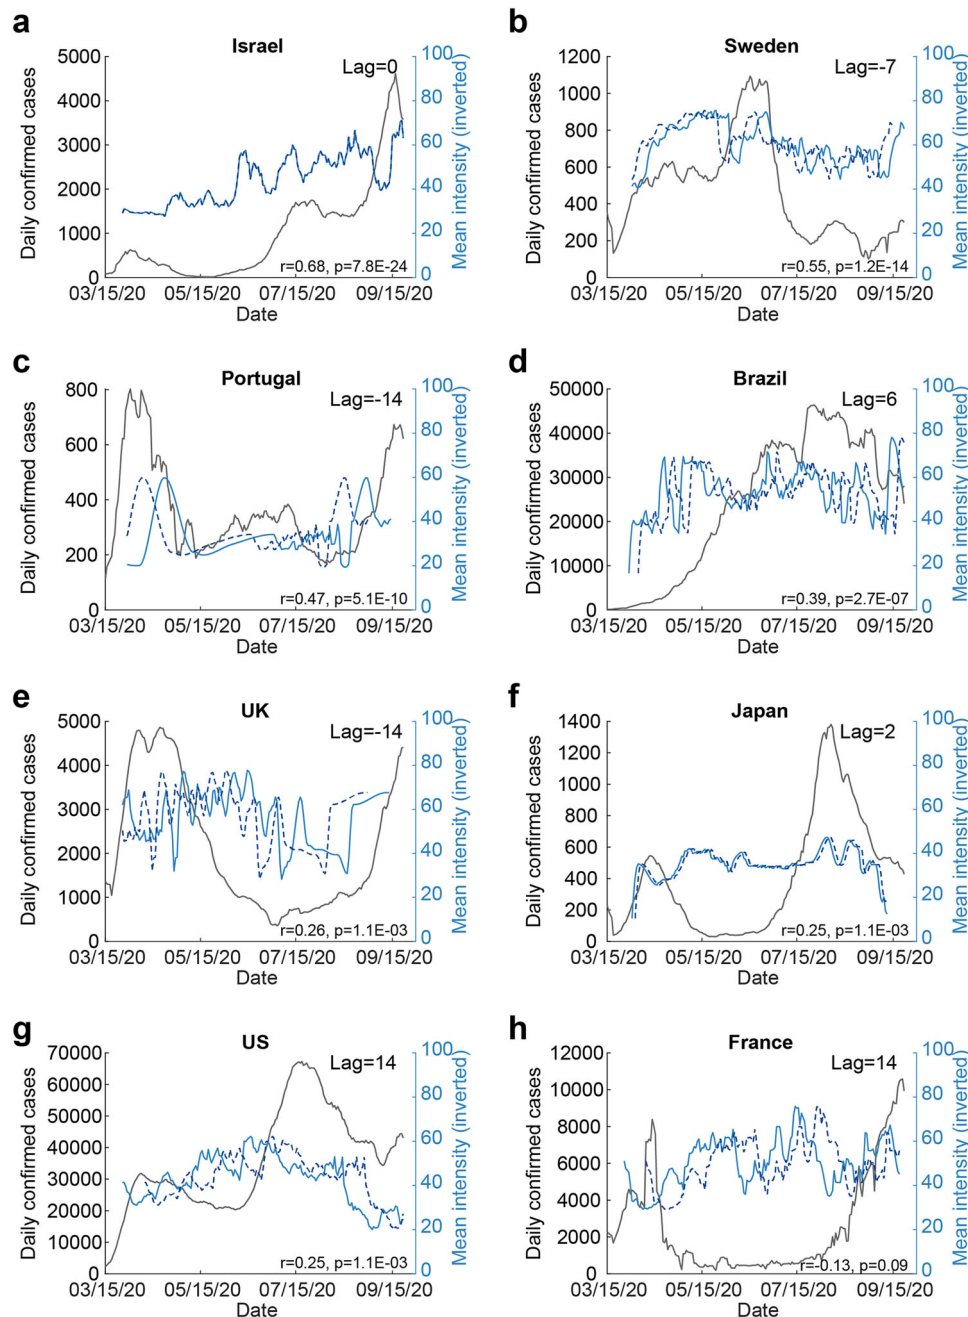 a
Israel
Lag=0
Daily confirmed cases
5000
4000
3000
2000
1000
0
100
80
60
40
20
0
Mean intensity (inverted)
r=0.68, p=7.8E-24
03/15/20 05/15/20 07/15/20 09/15/20
Date
b
Sweden
Lag=-7
Daily confirmed cases
1200
1000
800
600
400
200
0
100
80
60
40
20
0
Mean intensity (inverted)
r=0.55, p=1.2E-14
03/15/20 05/15/20 07/15/20 09/15/20
Date
c
Portugal
Lag=-14
Daily confirmed cases
800
600
400
200
0
100
80
60
40
20
0
Mean intensity (inverted)
r=0.47, p=5.1E-10
03/15/20 05/15/20 07/15/20 09/15/20
Date
d
Brazil
Lag=6
Daily confirmed cases
50000
40000
30000
20000
10000
0
100
80
60
40
20
0
Mean intensity (inverted)
r=0.39, p=2.7E-07
03/15/20 05/15/20 07/15/20 09/15/20
Date
e
UK
Lag=-14
Daily confirmed cases
5000
4000
3000
2000
1000
0
100
80
60
40
20
0
Mean intensity (inverted)
r=0.26, p=1.1E-03
03/15/20 05/15/20 07/15/20 09/15/20
Date
f
Japan
Lag=2
Daily confirmed cases
1400
1200
1000
800
600
400
200
0
100
80
60
40
20
0
Mean intensity (inverted)
r=0.25, p=1.1E-03
03/15/20 05/15/20 07/15/20 09/15/20
Date
g
US
Lag=14
Daily confirmed cases
70000
60000
50000
40000
30000
20000
10000
0
100
80
60
40
20
0
Mean intensity (inverted)
r=0.25, p=1.1E-03
03/15/20 05/15/20 07/15/20 09/15/20
Date
h
France
Lag=14
Daily confirmed cases
12000
10000
8000
6000
4000
2000
0
100
80
60
40
20
0
Mean intensity (inverted)
r=-0.13, p=0.09
03/15/20 05/15/20 07/15/20 09/15/20
Date